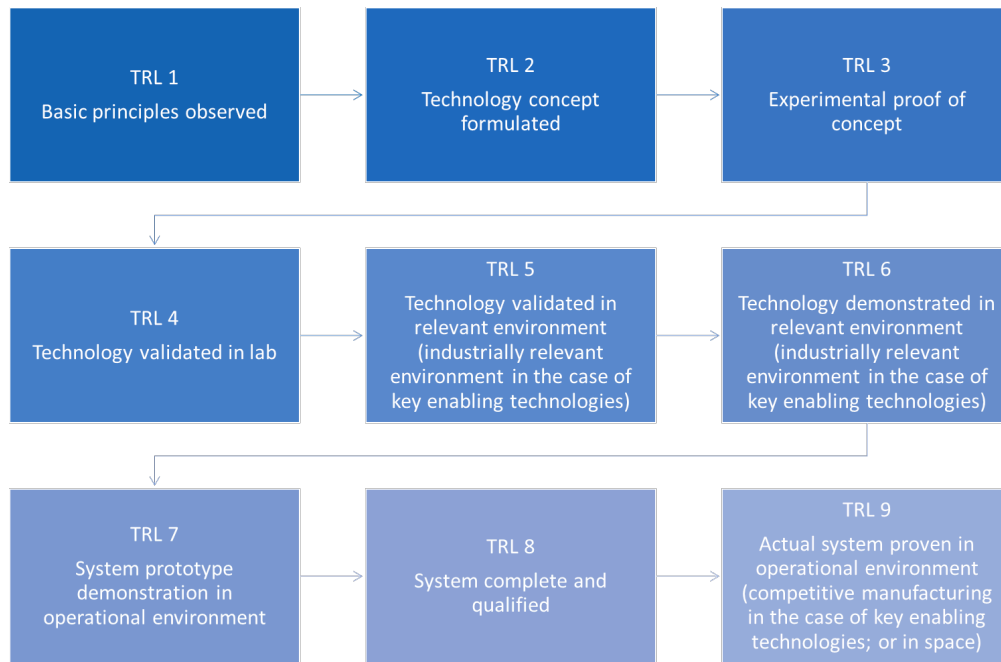 TRL 1
Basic principles observed
TRL 2
Technology concept
formulated
TRL 3
Experimental proof of
concept
TRL 4
Technology validated in lab
TRL 5
Technology validated in
relevant environment
(industrially relevant
environment in the case of
key enabling technologies)
TRL 6
Technology demonstrated in
relevant environment
(industrially relevant
environment in the case of
key enabling technologies)
TRL 7
System prototype
demonstration in
operational environment
TRL 8
System complete and
qualified
TRL 9
Actual system proven in
operational environment
(competitive manufacturing
in the case of key enabling
technologies; or in space)